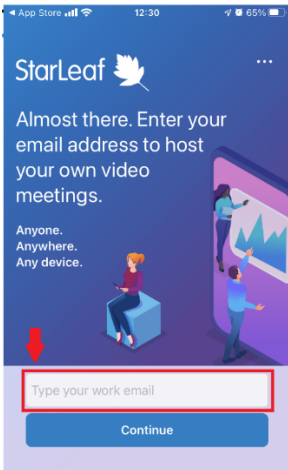 App Store 12:30 65%
StarLeaf
Almost there. Enter your
email address to host
your own video
meetings.
Anyone.
Anywhere.
Any device.
Type your work email
Continue